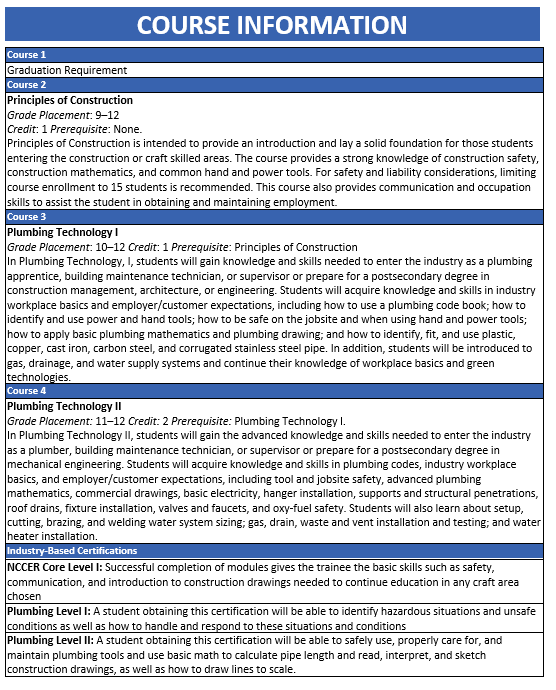 COURSE INFORMATION
Course 1
Graduation Requirement
Course 2
Principles of Construction
Grade Placement: 9–12
Credit: 1 Prerequisite: None.
Principles of Construction is intended to provide an introduction and lay a solid foundation for those students
entering the construction or craft skilled areas. The course provides a strong knowledge of construction safety,
construction mathematics, and common hand and power tools. For safety and liability considerations, limiting
course enrollment to 15 students is recommended. This course also provides communication and occupation
skills to assist the student in obtaining and maintaining employment.
Course 3
Plumbing Technology I
Grade Placement: 10–12 Credit: 1 Prerequisite: Principles of Construction
In Plumbing Technology, I, students will gain knowledge and skills needed to enter the industry as a plumbing
apprentice, building maintenance technician, or supervisor or prepare for a postsecondary degree in
construction management, architecture, or engineering. Students will acquire knowledge and skills in industry
workplace basics and employer/customer expectations, including how to use a plumbing code book; how to
identify and use power and hand tools; how to be safe on the jobsite and when using hand and power tools;
how to apply basic plumbing mathematics and plumbing drawing; and how to identify, fit, and use plastic,
copper, cast iron, carbon steel, and corrugated stainless steel pipe. In addition, students will be introduced to
gas, drainage, and water supply systems and continue their knowledge of workplace basics and green
technologies.
Course 4
Plumbing Technology II
Grade Placement: 11–12 Credit: 2 Prerequisite: Plumbing Technology I.
In Plumbing Technology II, students will gain the advanced knowledge and skills needed to enter the industry
as a plumber, building maintenance technician, or supervisor or prepare for a postsecondary degree in
mechanical engineering. Students will acquire knowledge and skills in plumbing codes, industry workplace
basics, and employer/customer expectations, including tool and jobsite safety, advanced plumbing
mathematics, commercial drawings, basic electricity, hanger installation, supports and structural penetrations,
roof drains, fixture installation, valves and faucets, and oxy-fuel safety. Students will also learn about setup,
cutting, brazing, and welding water system sizing; gas, drain, waste and vent installation and testing; and water
heater installation.
Industry-Based Certifications
NCCER Core Level I: Successful completion of modules gives the trainee the basic skills such as safety,
communication, and introduction to construction drawings needed to continue education in any craft area
chosen
Plumbing Level I: A student obtaining this certification will be able to identify hazardous situations and unsafe
conditions as well as how to handle and respond to these situations and conditions
Plumbing Level II: A student obtaining this certification will be able to safely use, properly care for, and
maintain plumbing tools and use basic math to calculate pipe length and read, interpret, and sketch
construction drawings, as well as how to draw lines to scale.